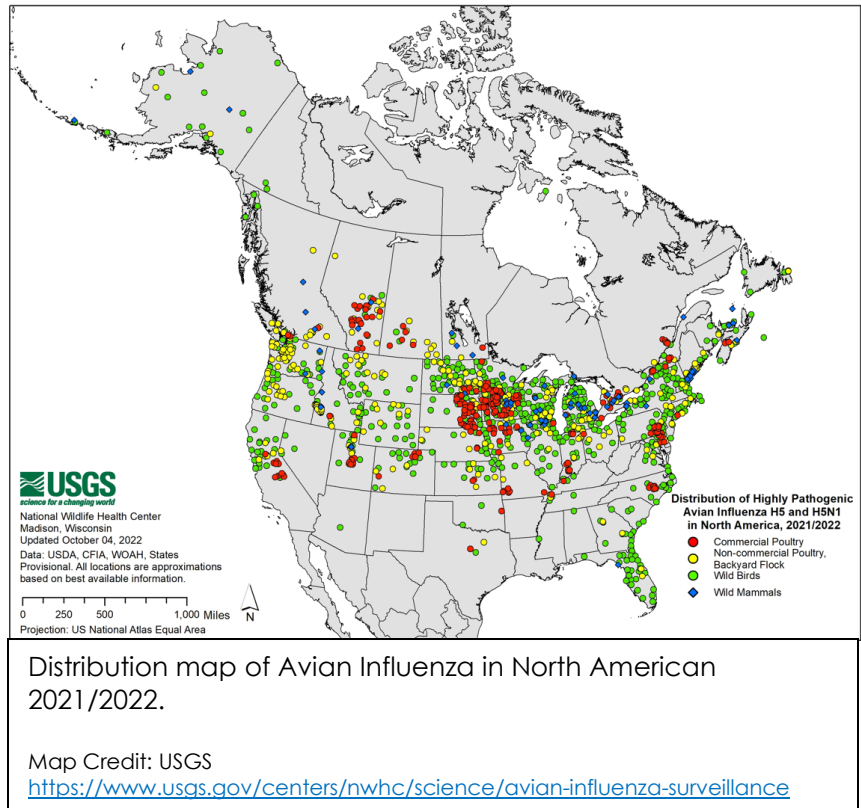 USGS
science for a changing world
National Wildlife Health Center
Madison, Wisconsin
Updated October 04, 2022
Data: USDA, CFIA, WOAH, States
Provisional. All locations are approximations
based on best available information.
0 250 500 1,000 Miles
N
Projection: US National Atlas Equal Area
Distribution of Highly Pathogenic
Avian Influenza H5 and H5N1
in North America, 2021/2022
Commercial Poultry
Non-commercial Poultry,
Backyard Flock
Wild Birds
Wild Mammals
Distribution map of Avian Influenza in North American
2021/2022.
Map Credit: USGS
https://www.usgs.gov/centers/nwhc/science/avian-influenza-surveillance